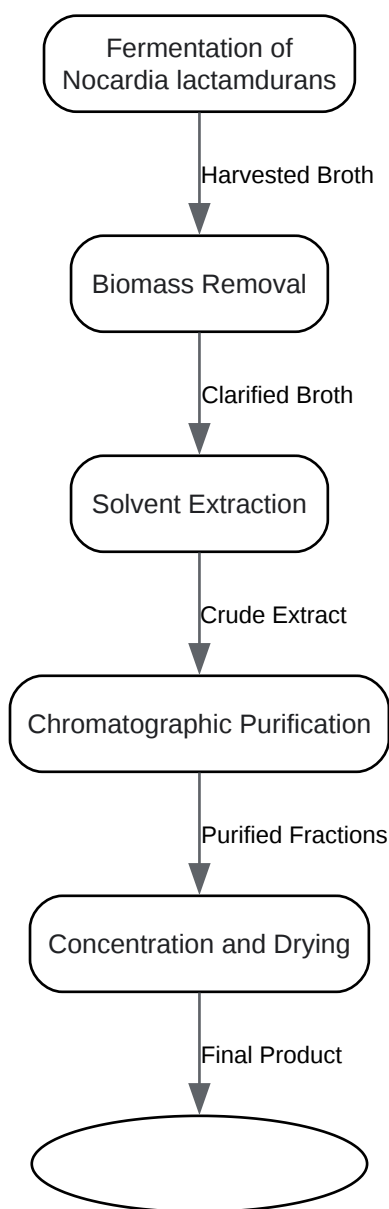 Fermentation of
Nocardia lactamdurans
Harvested Broth
Biomass Removal
Clarified Broth
Solvent Extraction
Crude Extract
Chromatographic Purification
Purified Fractions
Concentration and Drying
Final Product